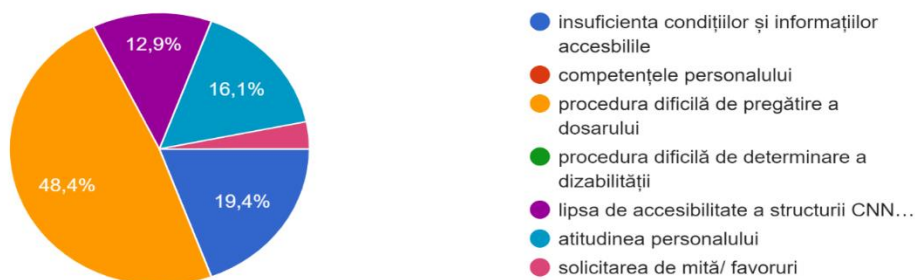 12,9%
16,1%
48,4%
19,4%
insuficienta condițiilor și informațiilor
accesbilile
competențele personalului
procedura dificilă de pregătire a
dosarului
procedura dificilă de determinare a
dizabilității
lipsa de accesibilitate a structurii CNN…
atitudinea personalului
solicitarea de mită/ favoruri